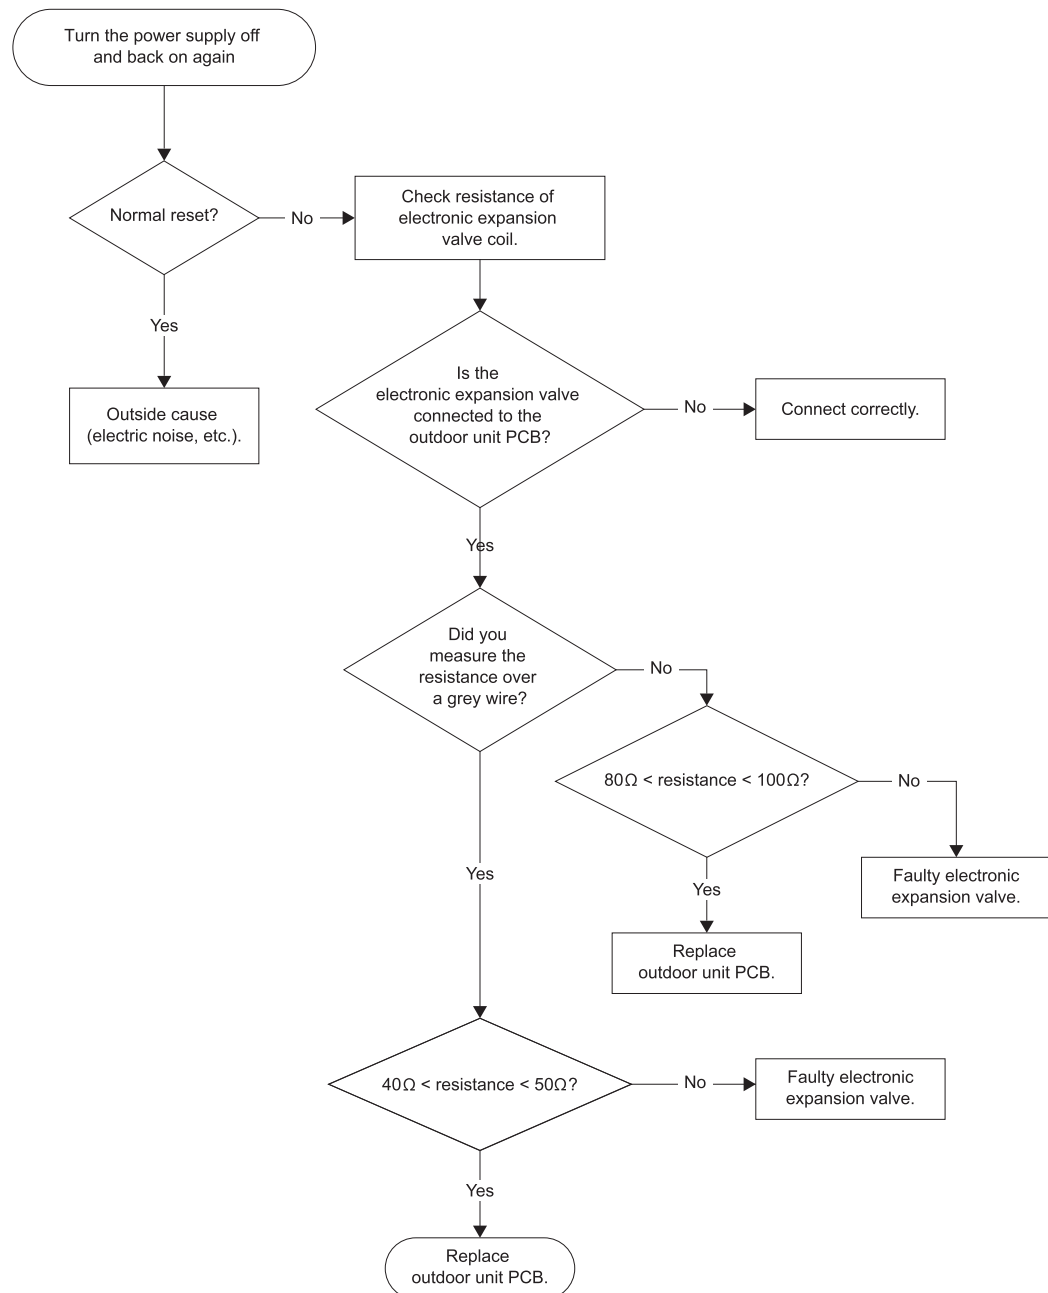 Turn the power supply off
and back on again
Normal reset?
No
Check resistance of
electronic expansion
valve coil.
Yes
Outside cause
(electric noise, etc.).
Is the
electronic expansion valve
connected to the
outdoor unit PCB?
No
Connect correctly.
Yes
Did you
measure the
resistance over
a grey wire?
No
80Ω < resistance < 100Ω?
No
Faulty electronic
expansion valve.
Yes
Replace
outdoor unit PCB.
Yes
40Ω < resistance < 50Ω?
No
Faulty electronic
expansion valve.
Yes
Replace
outdoor unit PCB.